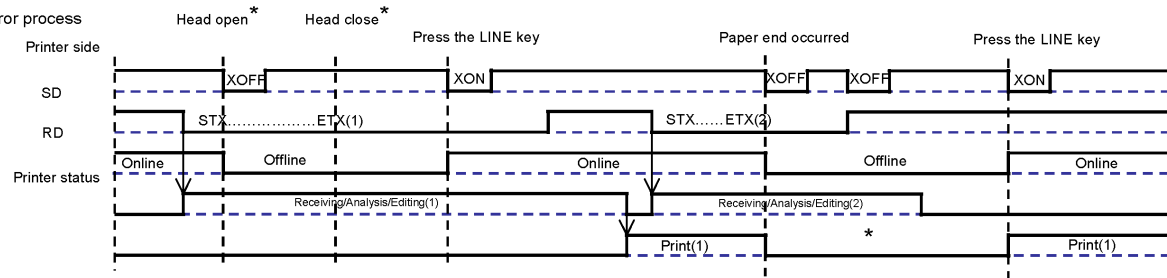 ror process
Head open*
Head close*
Press the LINE key
Paper end occurred
Press the LINE key
Printer side
XOFF
XON
XOFF
XOFF
XON
SD
STX..................ETX(1)
STX......ETX(2)
RD
Online
Offline
Online
Offline
Online
Printer status
Receiving/Analysis/Editing(1)
Receiving/Analysis/Editing(2)
*
Print(1)
Print(1)